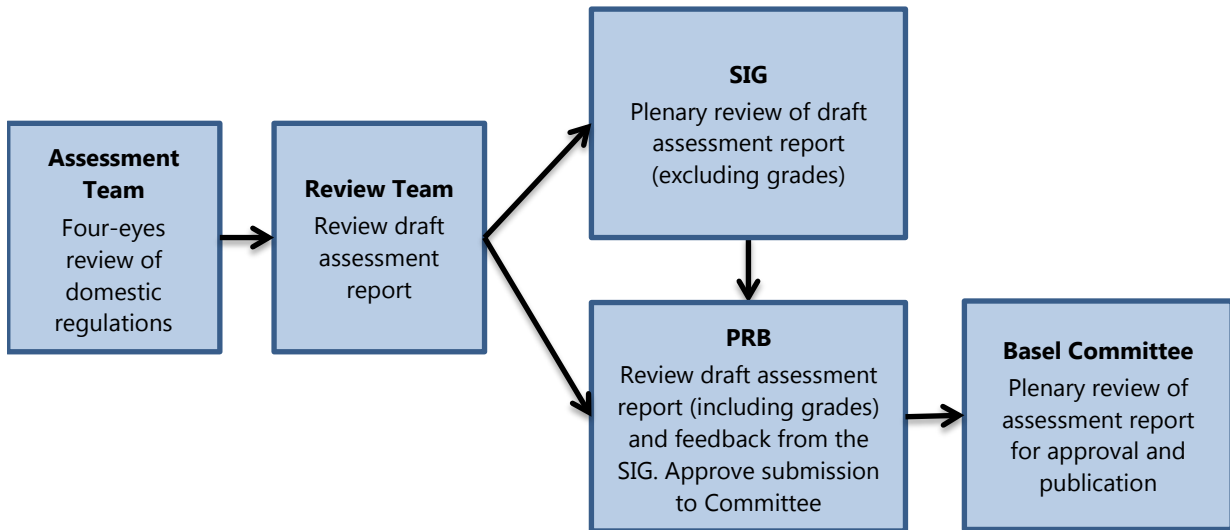 Assessment
Team
Four-eyes
review of
domestic
regulations
Review Team
Review draft
assessment
report
SIG
Plenary review of draft
assessment report
(excluding grades)
PRB
Review draft assessment
report (including grades)
and feedback from the
SIG. Approve submission
to Committee
Basel Committee
Plenary review of
assessment report
for approval and
publication